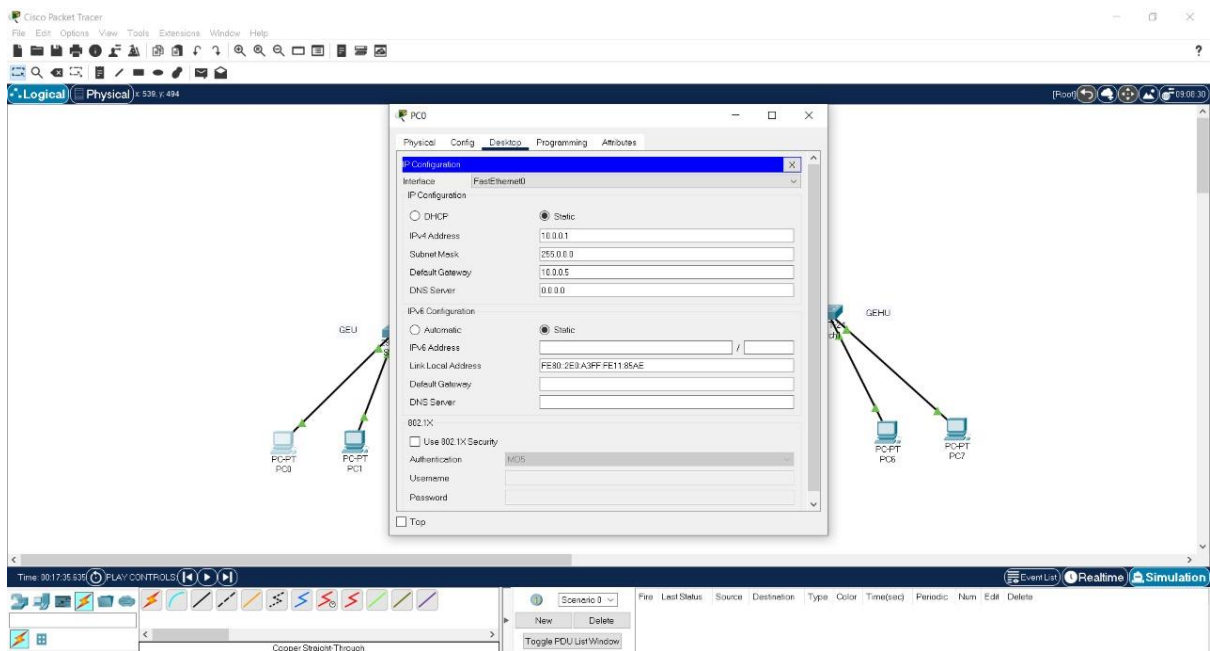 Cisco Packet Tracer
File Edit Options View Tools Extensions Window Help
?
Logical Physical x: 539, y: 494 [Root] 09:08:30
PC0
Physical Config Desktop Programming Attributes
IP Configuration X
Interface FastEthernet0
IP Configuration
DHCP Static
IPv4 Address 10.0.0.1
Subnet Mask 255.0.0.0
Default Gateway 10.0.0.5
DNS Server 0.0.0.0
IPv6 Configuration
Automatic Static
IPv6 Address /
Link Local Address FE80::2E0:A3FF:FE11:85AE
Default Gateway
DNS Server
802.1X
Use 802.1X Security
Authentication MD5
Username
Password
Top
GEU
PC-PT
PC0
PC-PT
PC1
GEHU
PC-PT
PC6
PC-PT
PC7
Time: 00:17:35.635 PLAY CONTROLS: Event List Realtime Simulation
Scenario 0 Fire Last Status Source Destination Type Color Time(sec) Periodic Num Edit Delete
New Delete
Toggle PDU List Window
Copper Straight-Through